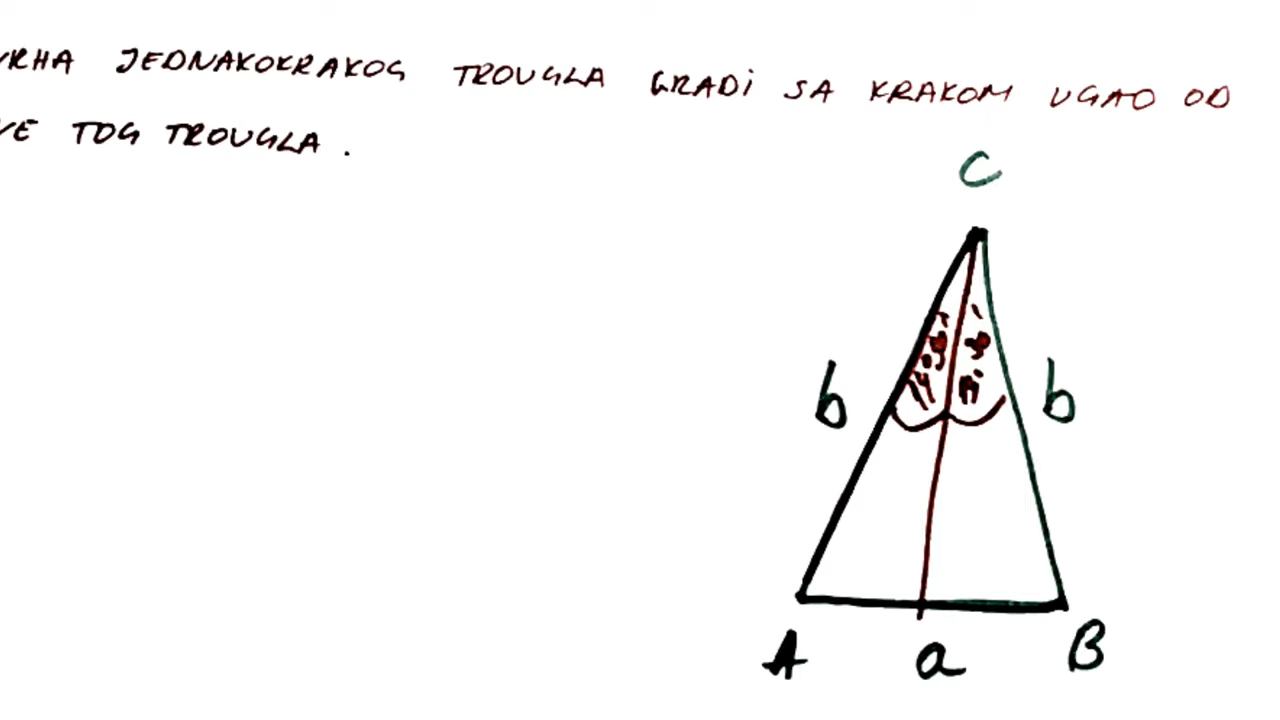 VRHA JEDNAKOKRAKOG TROUGLA GRADI SA KRAKOM UGAO OD
VE TOG TROUGLA.
C
b b
A a B